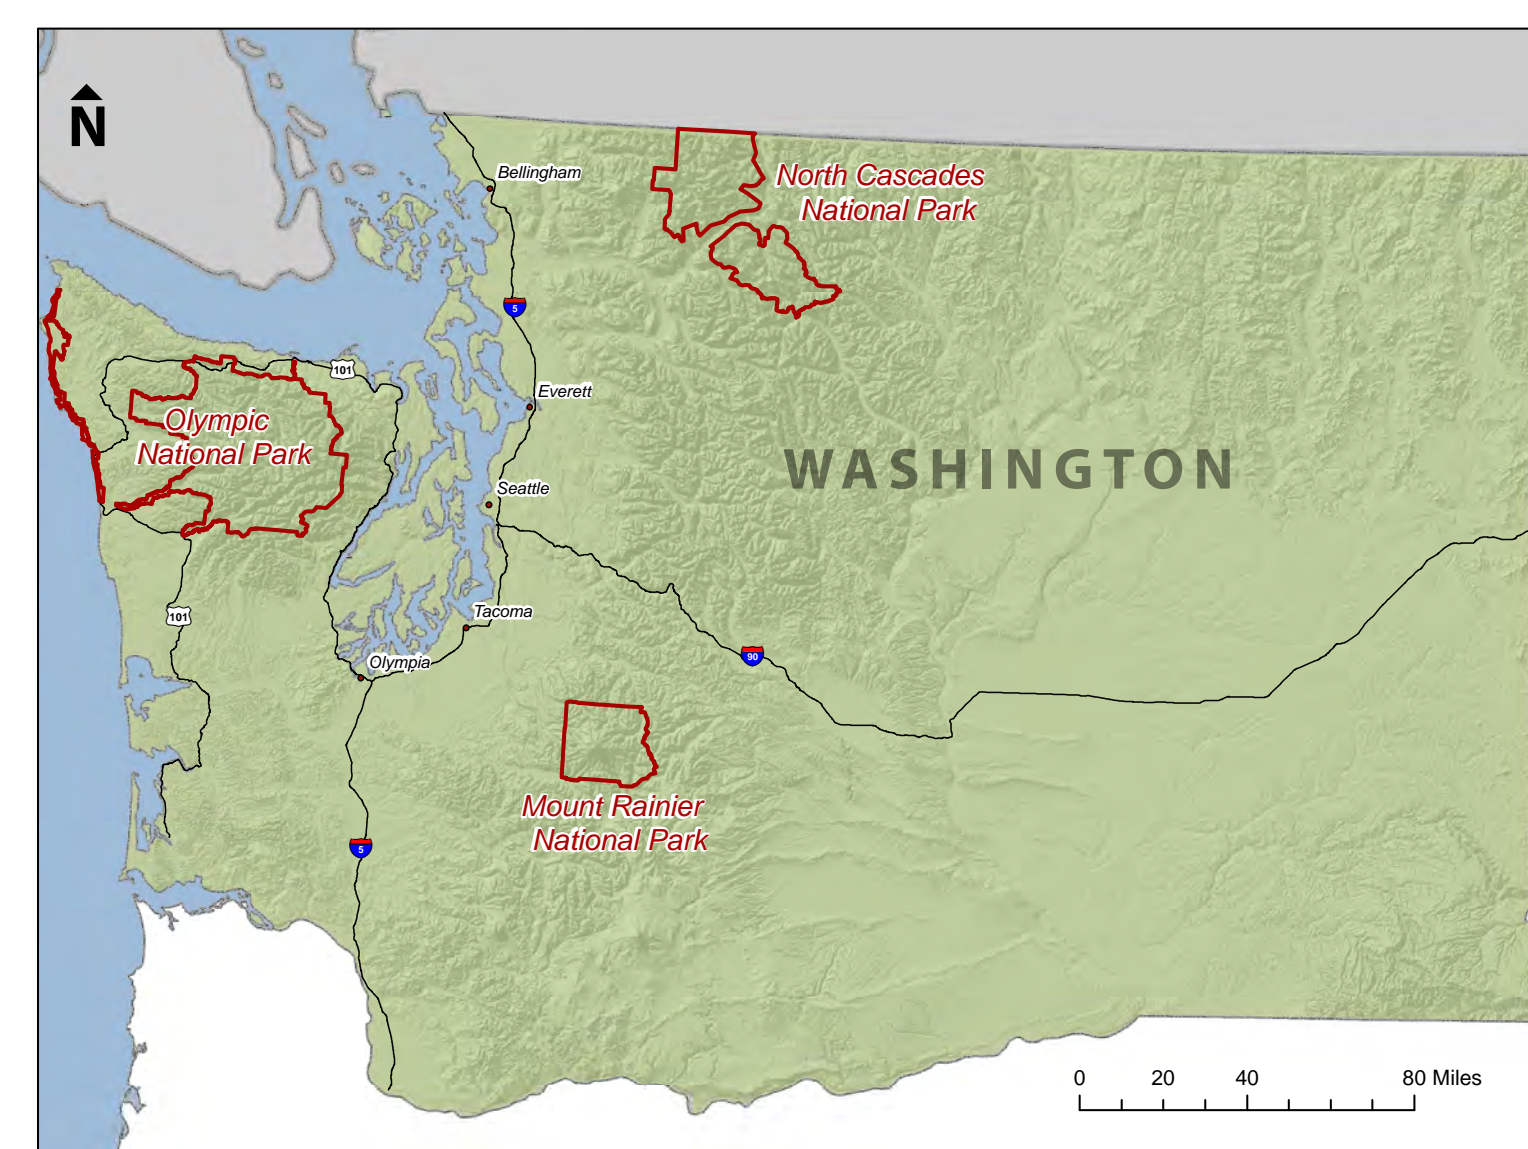 N
Bellingham
North Cascades
National Park
5
101
Everett
Olympic
National Park
WASHINGTON
Seattle
101
Tacoma
Olympia
90
Mount Rainier
National Park
5
0 20 40 80 Miles